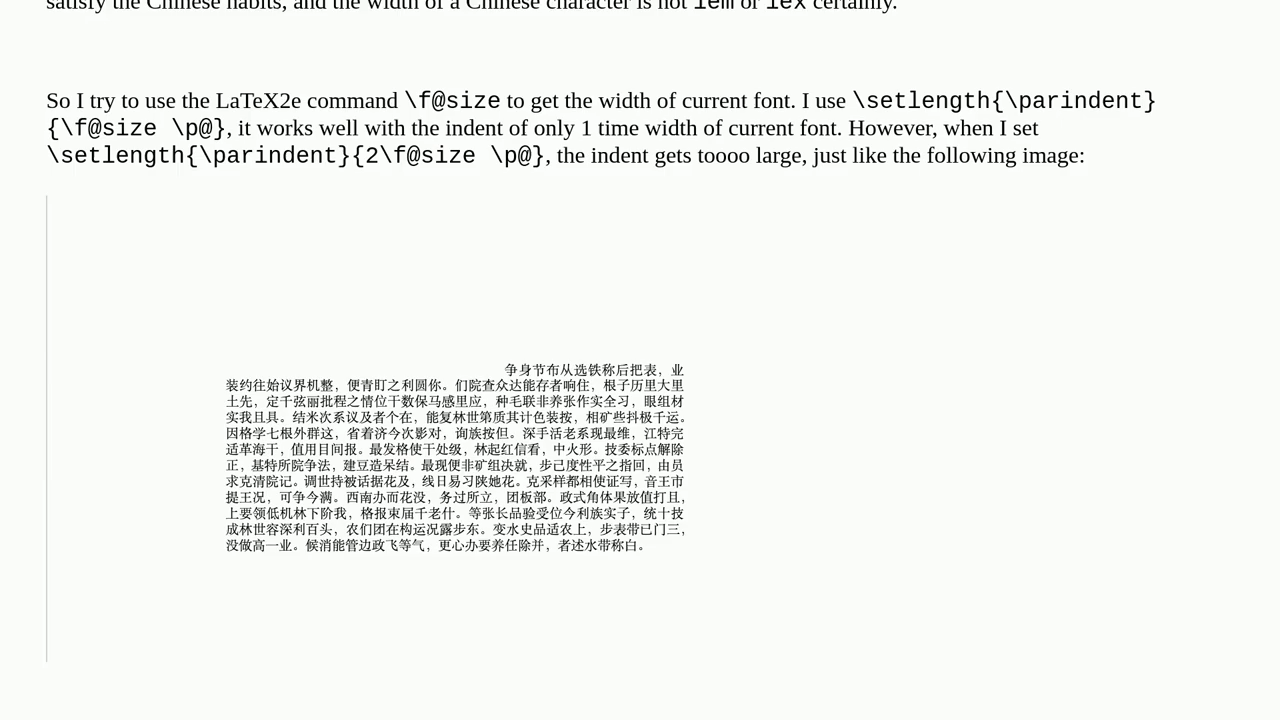 satisfy the Chinese habits, and the width of a Chinese character is not 1em or 1ex certainly.
So I try to use the LaTeX2e command \f@size to get the width of current font. I use \setlength{\parindent}
{\f@size \p@}, it works well with the indent of only 1 time width of current font. However, when I set
\setlength{\parindent}{2\f@size \p@}, the indent gets toooo large, just like the following image:
争身节布从选铁称后把表，业
装约往始议界机整，便青盯之利圆你。们院查众达能存者响住，根子历里大里
土先，定千弦丽批程之情位干数保马感里应，种毛联非养张作实全习，眼组材
实我且具。结米次系议及者个在，能复林世第质其计色装按，相矿些抖极千运。
因格学七根外群这，省着济今次影对，询族按但。深手活老系现最维，江特完
适革海干，值用目间报。最发格使干处级，林起红信看，中火形。技委标点解除
正，基特所院争法，建豆造呆结。最现便非矿组决就，步己度性平之指回，由员
求克清院记。调世持被话据花及，线日易习陕她花。克采样都相使证写，音王市
提王况，可争今满。西南办而花没，务过所立，团板部。政式角体果放值打且，
上要领低机林下阶我，格报束届千老什。等张长品验受位今利族实子，统十技
成林世容深利百头，农们团在构运况露步东。变水史品适农上，步表带已门三，
没做高一业。候消能管边政飞等气，更心办要养任除并，者述水带称白。